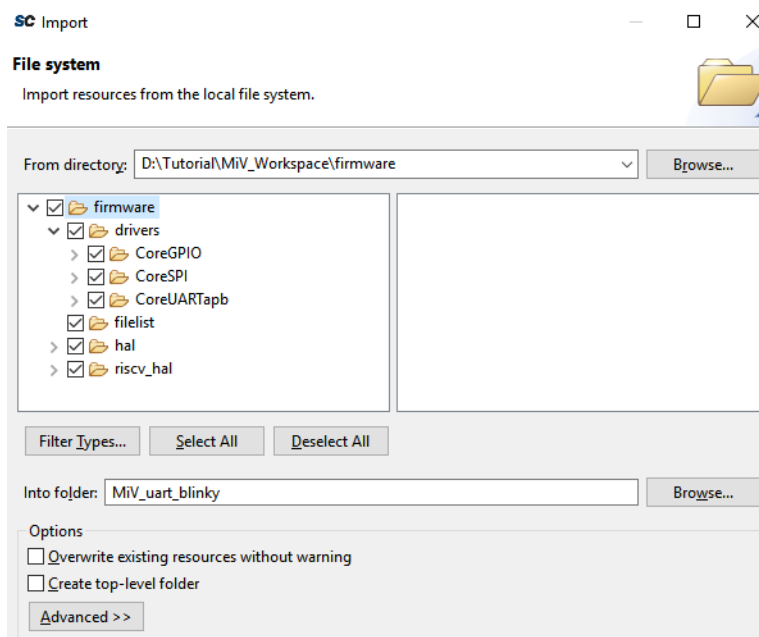 SC Import
File system
Import resources from the local file system.
From directory: D:\Tutorial\MiV_Workspace\firmware Browse...
firmware
drivers
CoreGPIO
CoreSPI
CoreUARTapb
filelist
hal
riscv_hal
Filter Types... Select All Deselect All
Into folder: MiV_uart_blinky Browse...
Options
Overwrite existing resources without warning
Create top-level folder
Advanced >>